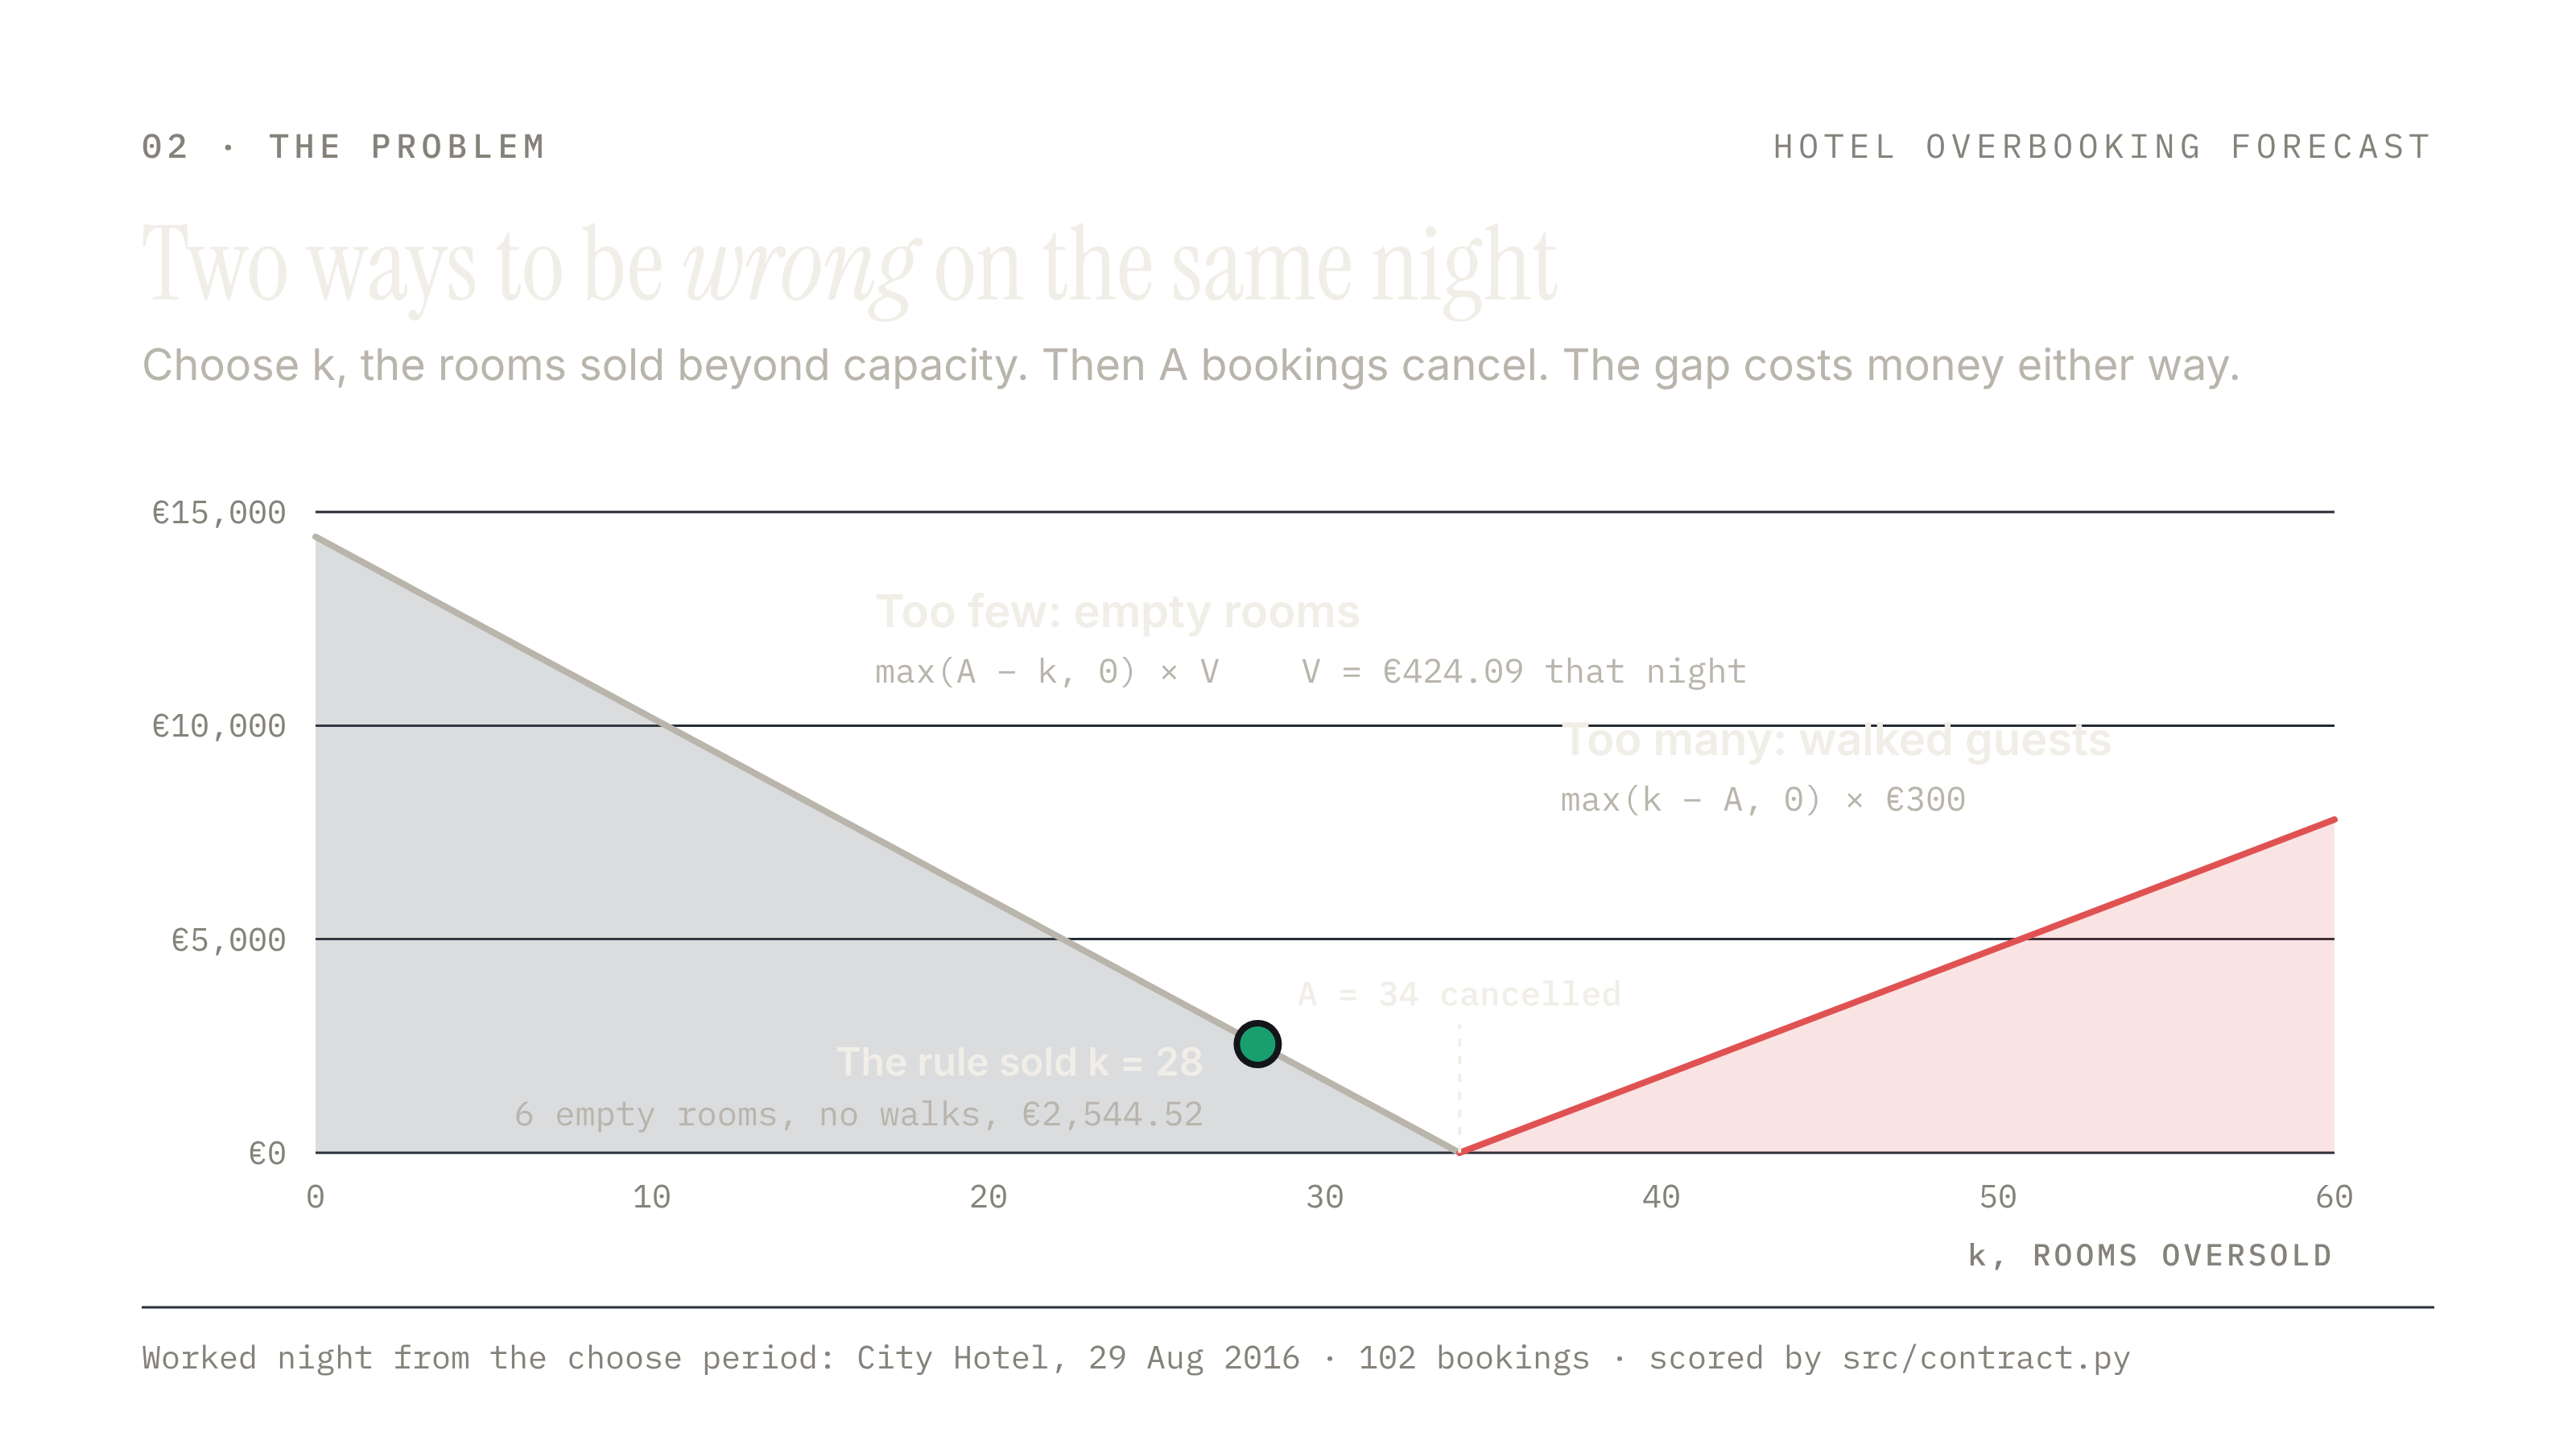 02 · THE PROBLEM
HOTEL OVERBOOKING FORECAST
Two ways to be wrong on the same night
Choose k, the rooms sold beyond capacity. Then A bookings cancel. The gap costs money either way.
€15,000
Too few: empty rooms
max(A − k, 0) × V V = €424.09 that night
€10,000
Too many: walked guests
max(k − A, 0) × €300
€5,000
A = 34 cancelled
The rule sold k = 28
6 empty rooms, no walks, €2,544.52
€0
0 10 20 30 40 50 60
k, ROOMS OVERSOLD
Worked night from the choose period: City Hotel, 29 Aug 2016 · 102 bookings · scored by src/contract.py